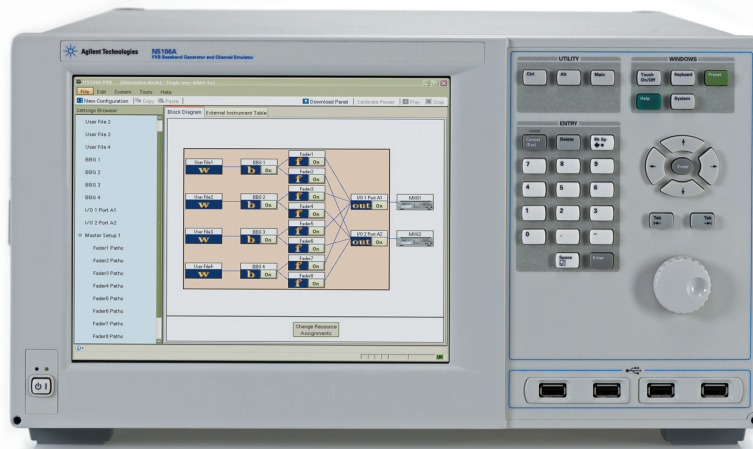 Agilent Technologies
N5106A
PXB Baseband Generator and Channel Emulator
File Edit System Tools Help
New Configuration Copy Paste Download Panel Calibrate Power Play Stop
Settings Browser
Block Diagram External Instrument Table
User File 2
User File 3
User File 4
BBG 1
BBG 2
BBG 3
BBG 4
I/O 1 Port A1
I/O 2 Port A2
Master Setup 1
Fader1 Paths
Fader2 Paths
Fader3 Paths
Fader4 Paths
Fader5 Paths
Fader6 Paths
Fader7 Paths
Fader8 Paths
User File1
w
BBG 1
b On
Fader1
f On
Fader2
f On
User File2
w
BBG 2
b On
Fader3
f On
Fader4
f On
I/O 1 Port A1
out On
MXG1
User File3
w
BBG 3
b On
Fader5
f On
Fader6
f On
I/O 2 Port A2
out On
MXG2
User File4
w
BBG 4
b On
Fader7
f On
Fader8
f On
Change Resource
Assignments
UTILITY
Ctrl
Alt
Main
WINDOWS
Touch
On/Off
Keyboard
Preset
Help
System
ENTRY
Cancel
(Esc)
Delete
Bk Sp
7
8
9
4
5
6
1
2
3
0
.
−
Space
Enter
Enter
Tab
Tab